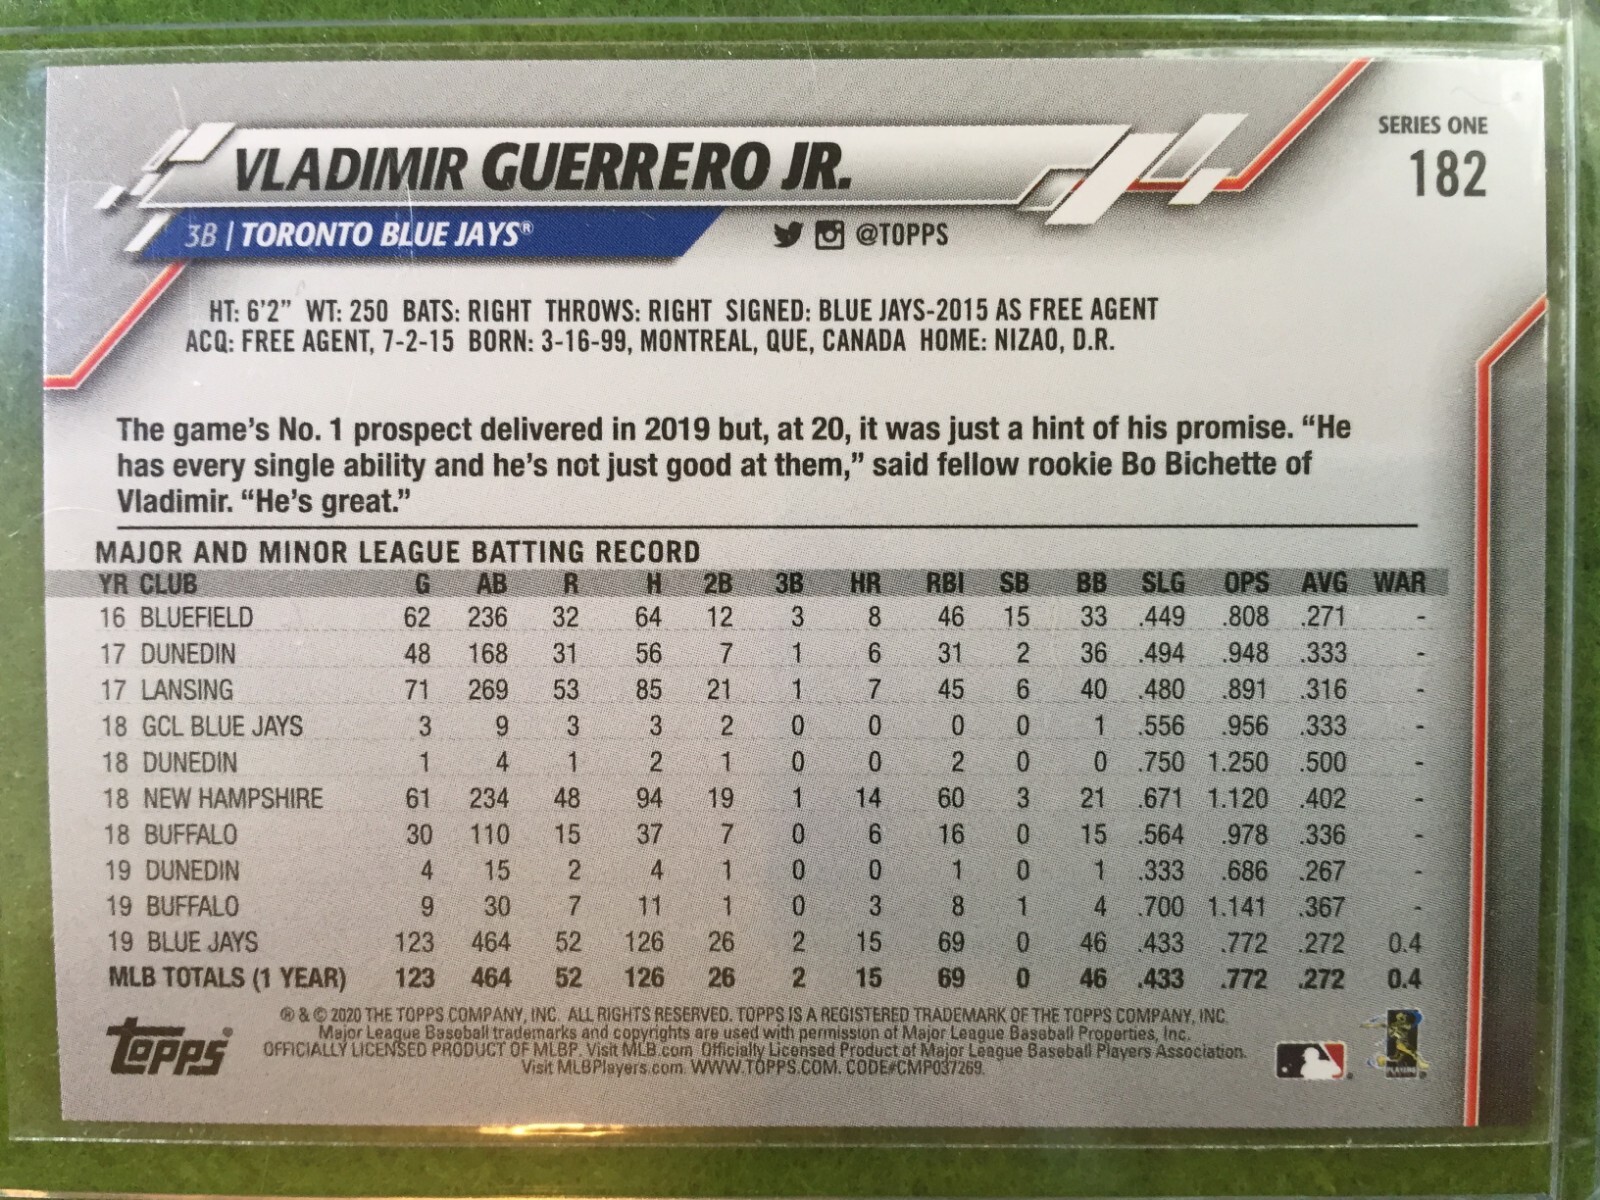 SERIES ONE
182
VLADIMIR GUERRERO JR.
3B | TORONTO BLUE JAYS® @TOPPS
HT: 6'2" WT: 250 BATS: RIGHT THROWS: RIGHT SIGNED: BLUE JAYS-2015 AS FREE AGENT
ACQ: FREE AGENT, 7-2-15 BORN: 3-16-99, MONTREAL, QUE, CANADA HOME: NIZAO, D.R.
The game's No. 1 prospect delivered in 2019 but, at 20, it was just a hint of his promise. "He
has every single ability and he's not just good at them," said fellow rookie Bo Bichette of
Vladimir. "He's great."
MAJOR AND MINOR LEAGUE BATTING RECORD
YR CLUB G AB R H 2B 3B HR RBI SB BB SLG OPS AVG WAR
16 BLUEFIELD 62 236 32 64 12 3 8 46 15 33 .449 .808 .271 -
17 DUNEDIN 48 168 31 56 7 1 6 31 2 36 .494 .948 .333 -
17 LANSING 71 269 53 85 21 1 7 45 6 40 .480 .891 .316 -
18 GCL BLUE JAYS 3 9 3 3 2 0 0 0 0 1 .556 .956 .333 -
18 DUNEDIN 1 4 1 2 1 0 0 2 0 0 .750 1.250 .500 -
18 NEW HAMPSHIRE 61 234 48 94 19 1 14 60 3 21 .671 1.120 .402 -
18 BUFFALO 30 110 15 37 7 0 6 16 0 15 .564 .978 .336 -
19 DUNEDIN 4 15 2 4 1 0 0 1 0 1 .333 .686 .267 -
19 BUFFALO 9 30 7 11 1 0 3 8 1 4 .700 1.141 .367 -
19 BLUE JAYS 123 464 52 126 26 2 15 69 0 46 .433 .772 .272 0.4
MLB TOTALS (1 YEAR) 123 464 52 126 26 2 15 69 0 46 .433 .772 .272 0.4
® & © 2020 THE TOPPS COMPANY, INC. ALL RIGHTS RESERVED. TOPPS IS A REGISTERED TRADEMARK OF THE TOPPS COMPANY, INC.
Major League Baseball trademarks and copyrights are used with permission of Major League Baseball Properties, Inc.
OFFICIALLY LICENSED PRODUCT OF MLBP. Visit MLB.com Officially Licensed Product of Major League Baseball Players Association.
Visit MLBPlayers.com. WWW.TOPPS.COM. CODE#CMP037269.
Topps®
PLAYERS